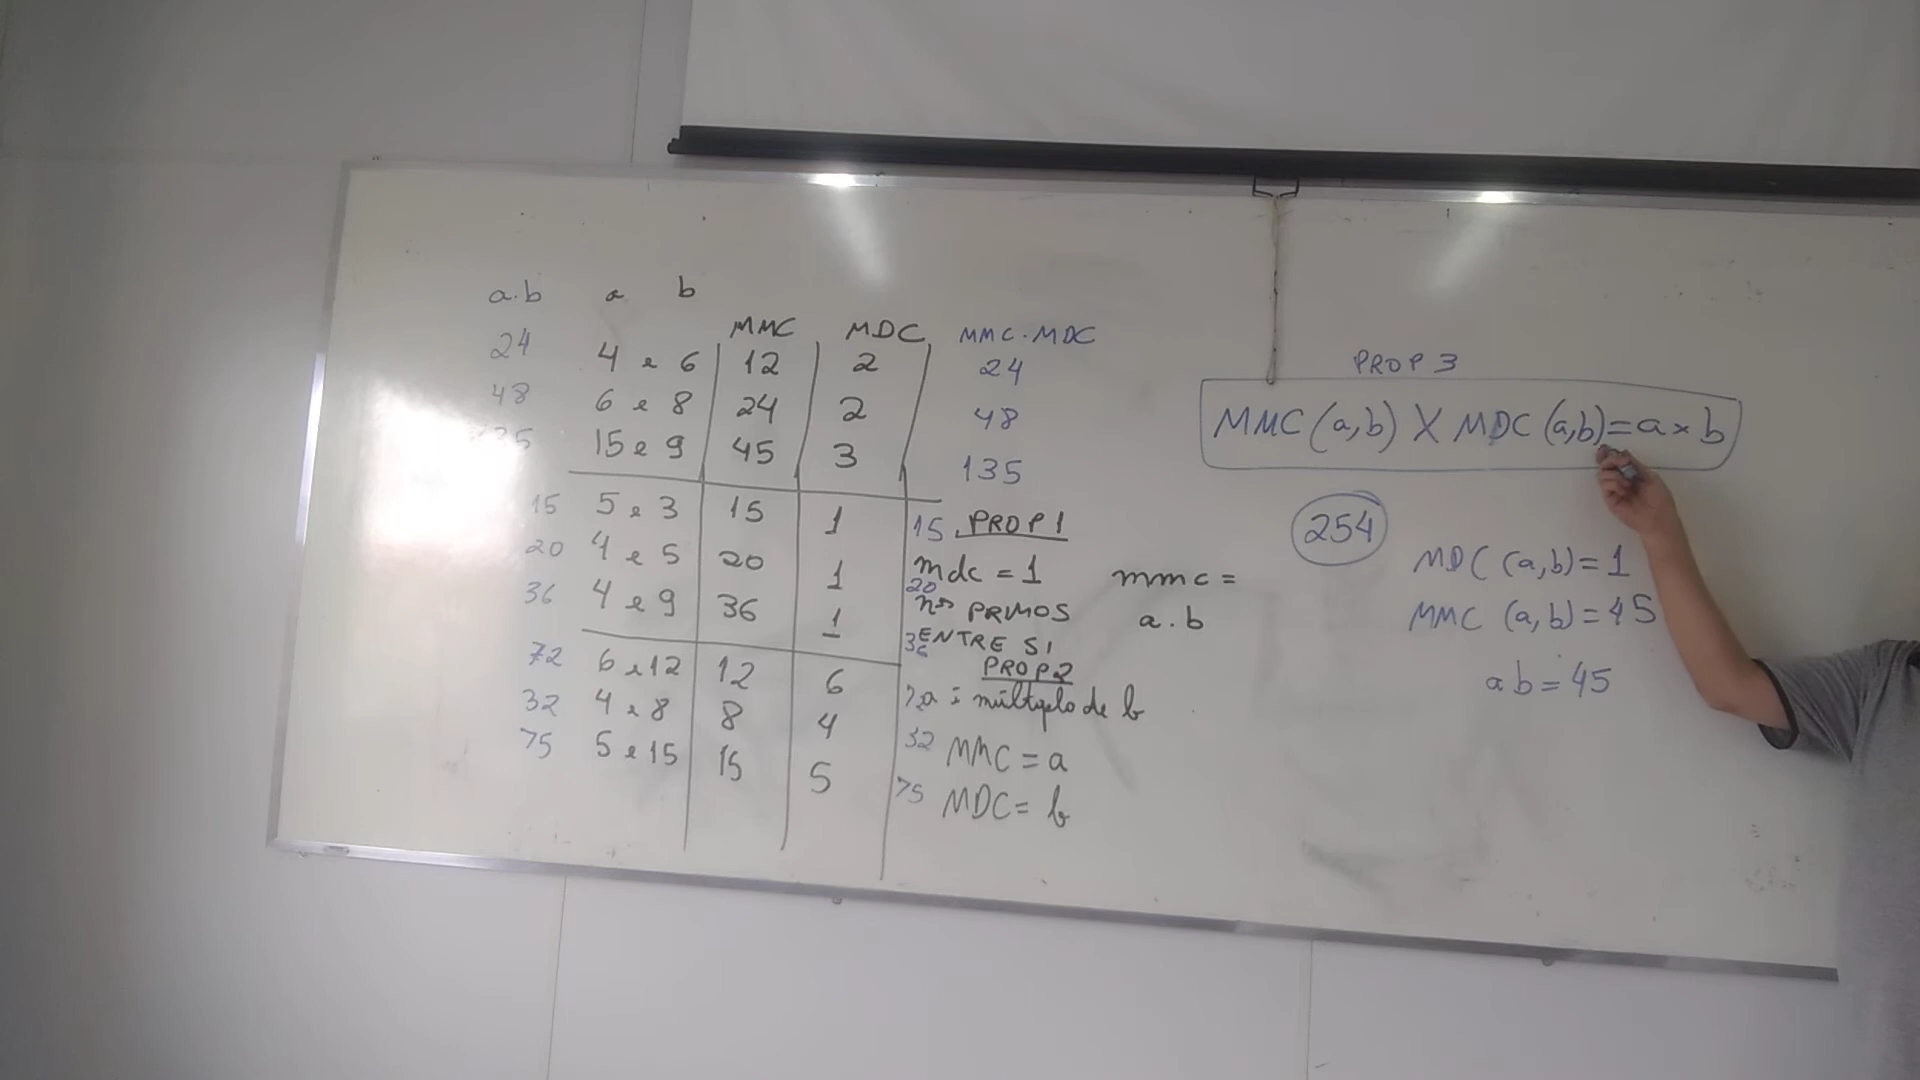 a.b a b
MMC MDC MMC.MDC
24 4 e 6 12 2 24
48 6 e 8 24 2 48
135 15 e 9 45 3 135
15 5 e 3 15 1 15
20 4 e 5 20 1 20
36 4 e 9 36 1 36
72 6 e 12 12 6 72
32 4 e 8 8 4 32
75 5 e 15 15 5 75
PROP 1
mdc = 1
nos PRIMOS
ENTRE SI
mmc =
a.b
PROP 2
a é múltiplo de b
MMC = a
MDC = b
PROP 3
MMC (a,b) X MDC (a,b) = a x b
254
MDC (a,b) = 1
MMC (a,b) = 45
ab = 45